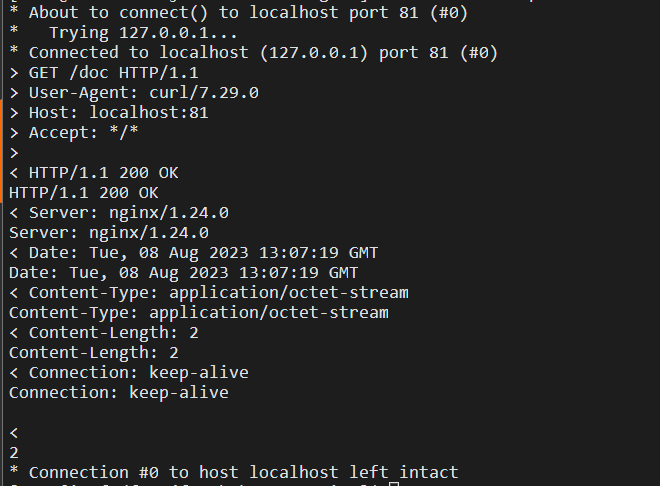 * About to connect() to localhost port 81 (#0)
*   Trying 127.0.0.1...
* Connected to localhost (127.0.0.1) port 81 (#0)
> GET /doc HTTP/1.1
> User-Agent: curl/7.29.0
> Host: localhost:81
> Accept: */*
>
< HTTP/1.1 200 OK
HTTP/1.1 200 OK
< Server: nginx/1.24.0
Server: nginx/1.24.0
< Date: Tue, 08 Aug 2023 13:07:19 GMT
Date: Tue, 08 Aug 2023 13:07:19 GMT
< Content-Type: application/octet-stream
Content-Type: application/octet-stream
< Content-Length: 2
Content-Length: 2
< Connection: keep-alive
Connection: keep-alive

<
2
* Connection #0 to host localhost left intact